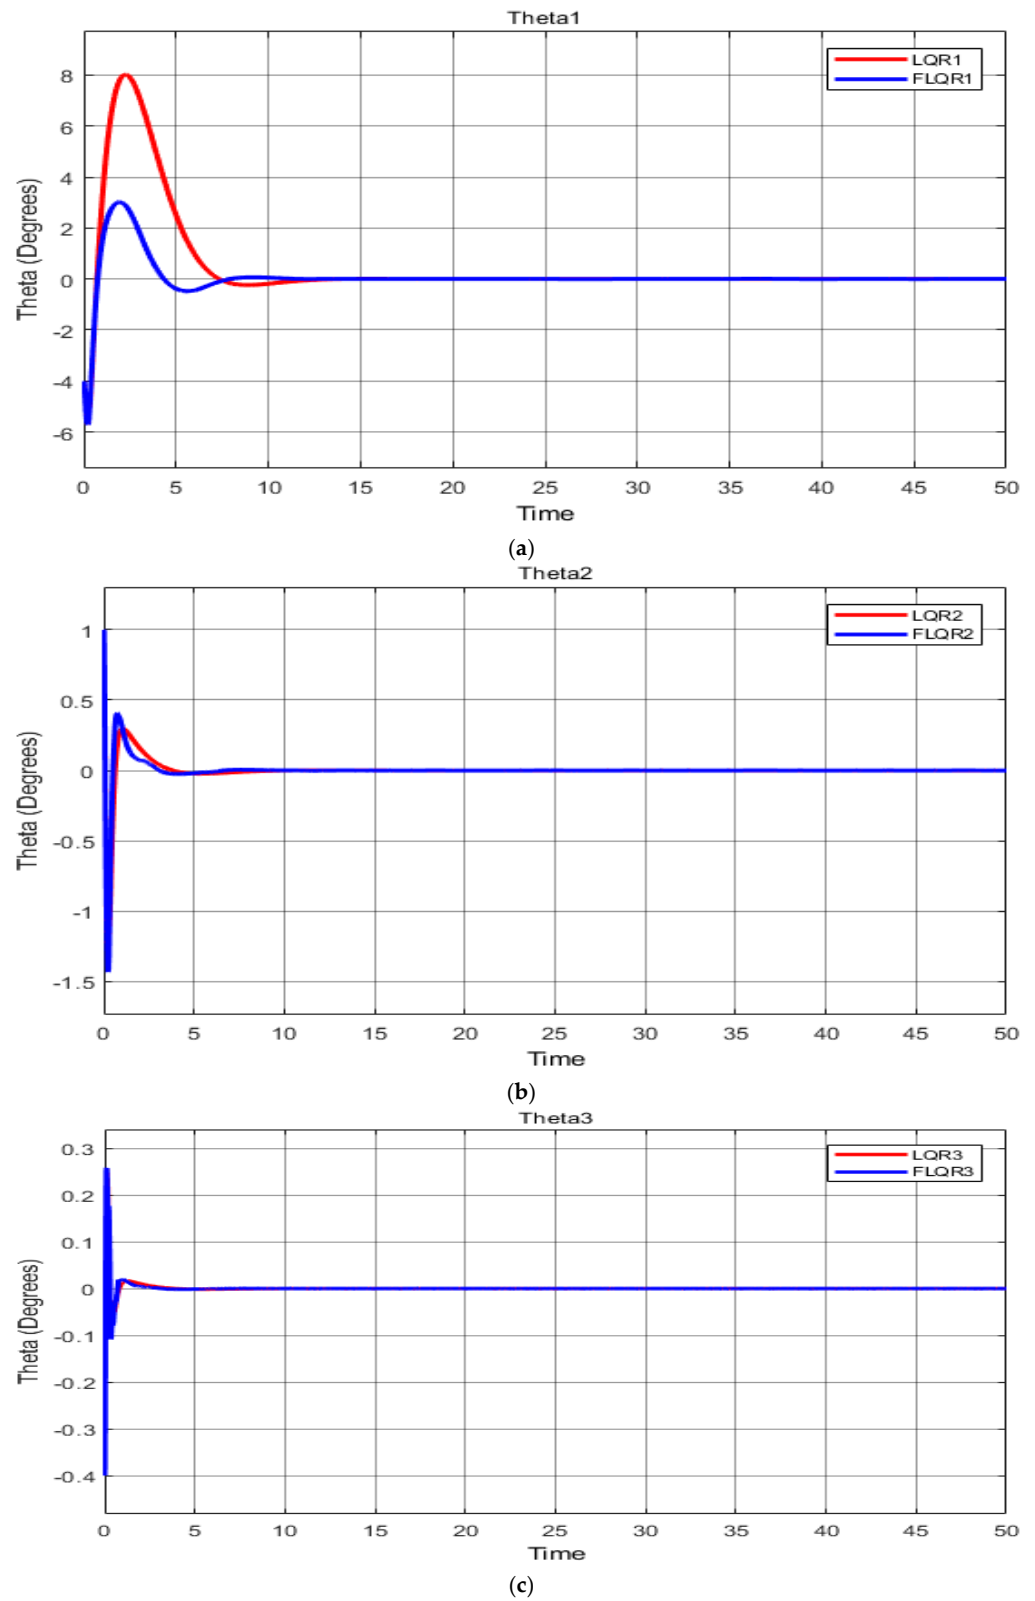 Theta1
LQR1
FLQR1
8
6
4
2
0
-2
-4
-6
Theta (Degrees)
0 5 10 15 20 25 30 35 40 45 50
Time
(a)
Theta2
LQR2
FLQR2
1
0.5
0
-0.5
-1
-1.5
Theta (Degrees)
0 5 10 15 20 25 30 35 40 45 50
Time
(b)
Theta3
LQR3
FLQR3
0.3
0.2
0.1
0
-0.1
-0.2
-0.3
-0.4
Theta (Degrees)
0 5 10 15 20 25 30 35 40 45 50
Time
(c)